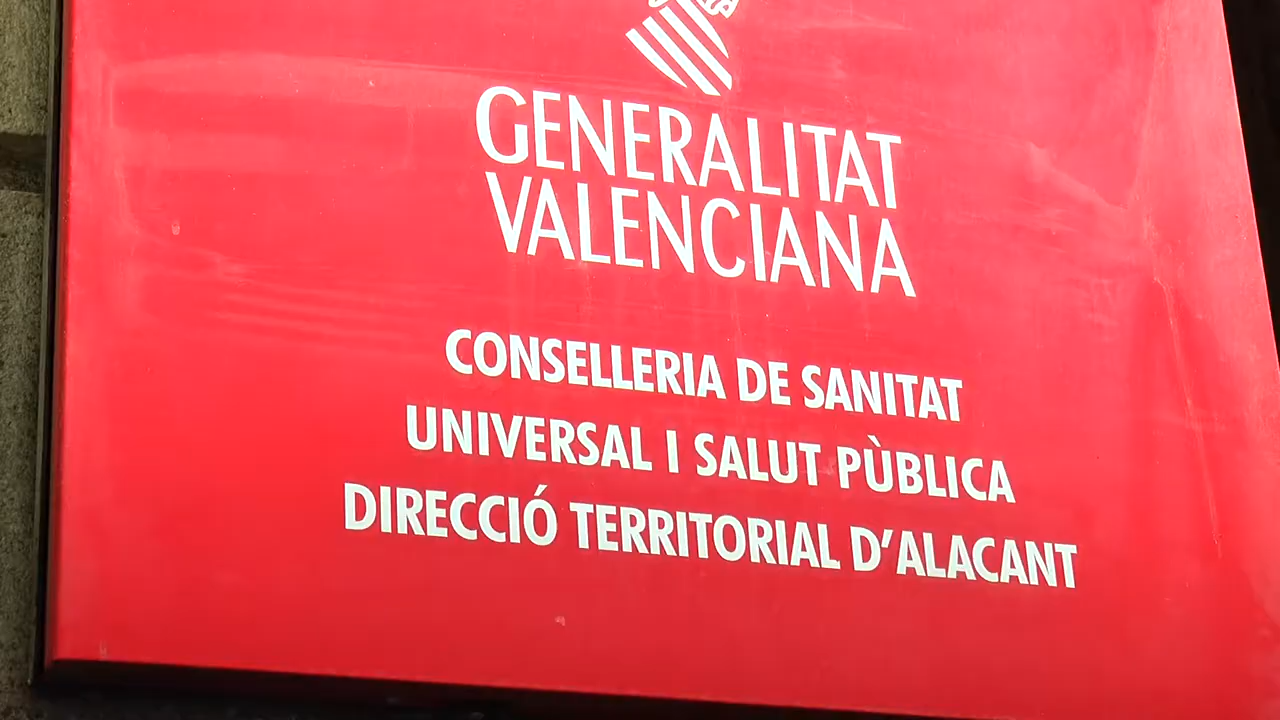 GENERALITAT
VALENCIANA
CONSELLERIA DE SANITAT
UNIVERSAL I SALUT PÙBLICA
DIRECCIÓ TERRITORIAL D'ALACANT